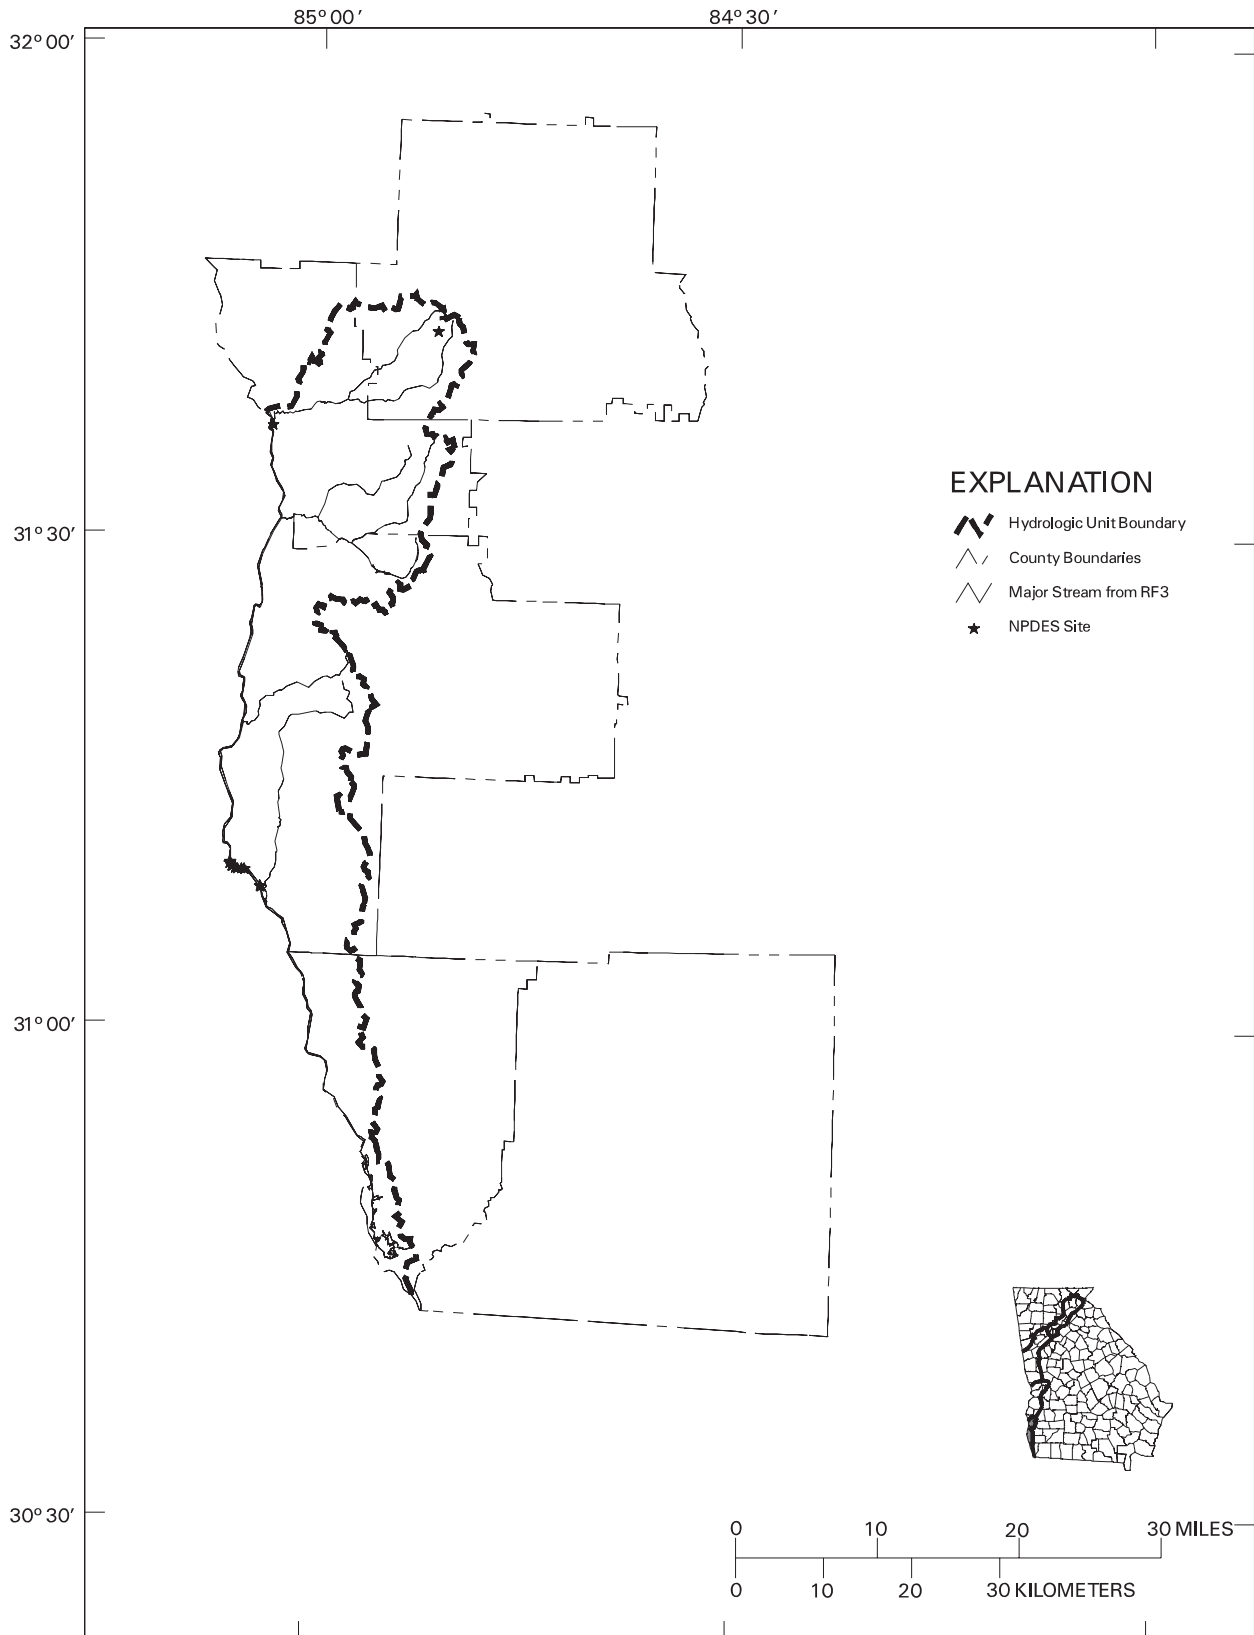 85° 00 ′
84° 30 ′
32° 00′
31° 30′
31° 00′
30° 30′
EXPLANATION
Hydrologic Unit Boundary
County Boundaries
Major Stream from RF3
NPDES Site
0 10 20 30 MILES
0 10 20 30 KILOMETERS